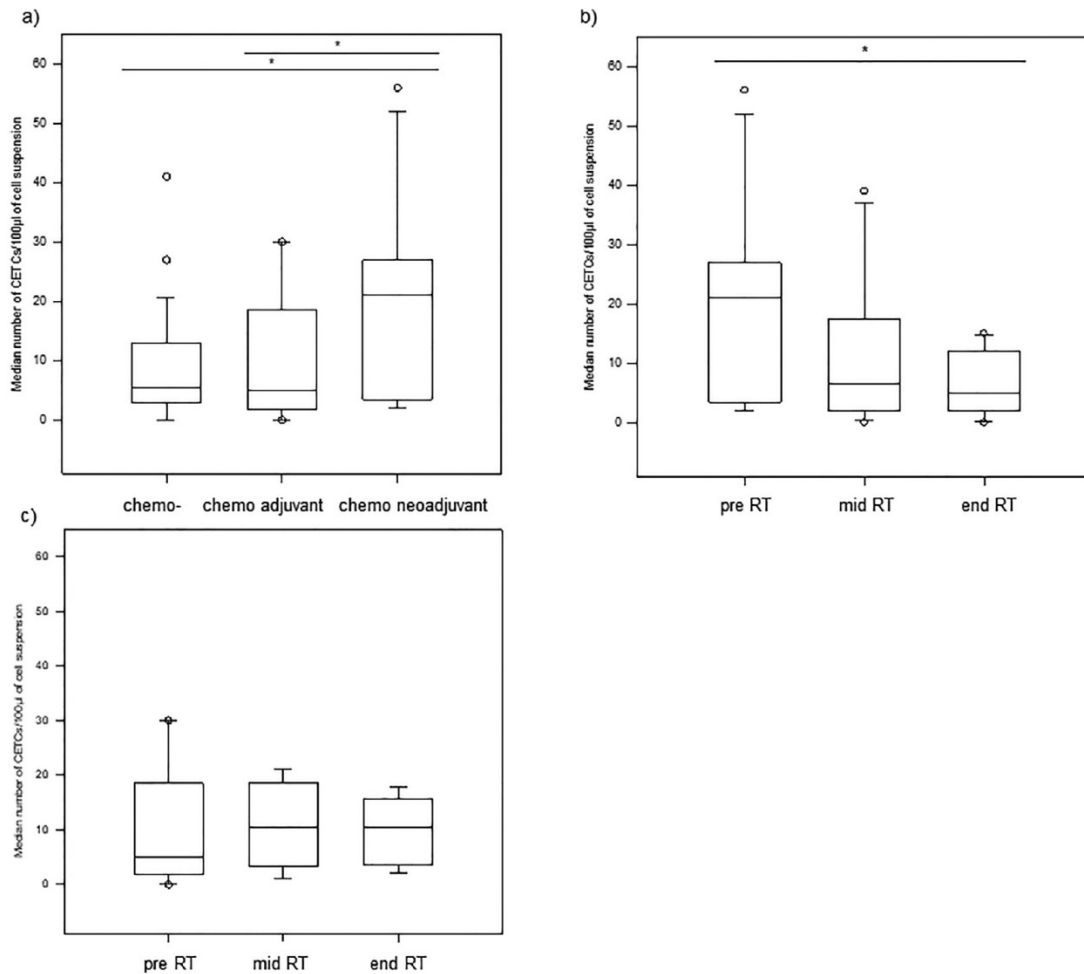 a)
*
*
60
50
40
30
20
10
0
Median number of CETCs/100µl of cell suspension
chemo-
chemo adjuvant
chemo neoadjuvant
b)
*
60
50
40
30
20
10
0
Median number of CETCs/100µl of cell suspension
pre RT
mid RT
end RT
c)
60
50
40
30
20
10
0
Median number of CETCs/100µl of cell suspension
pre RT
mid RT
end RT